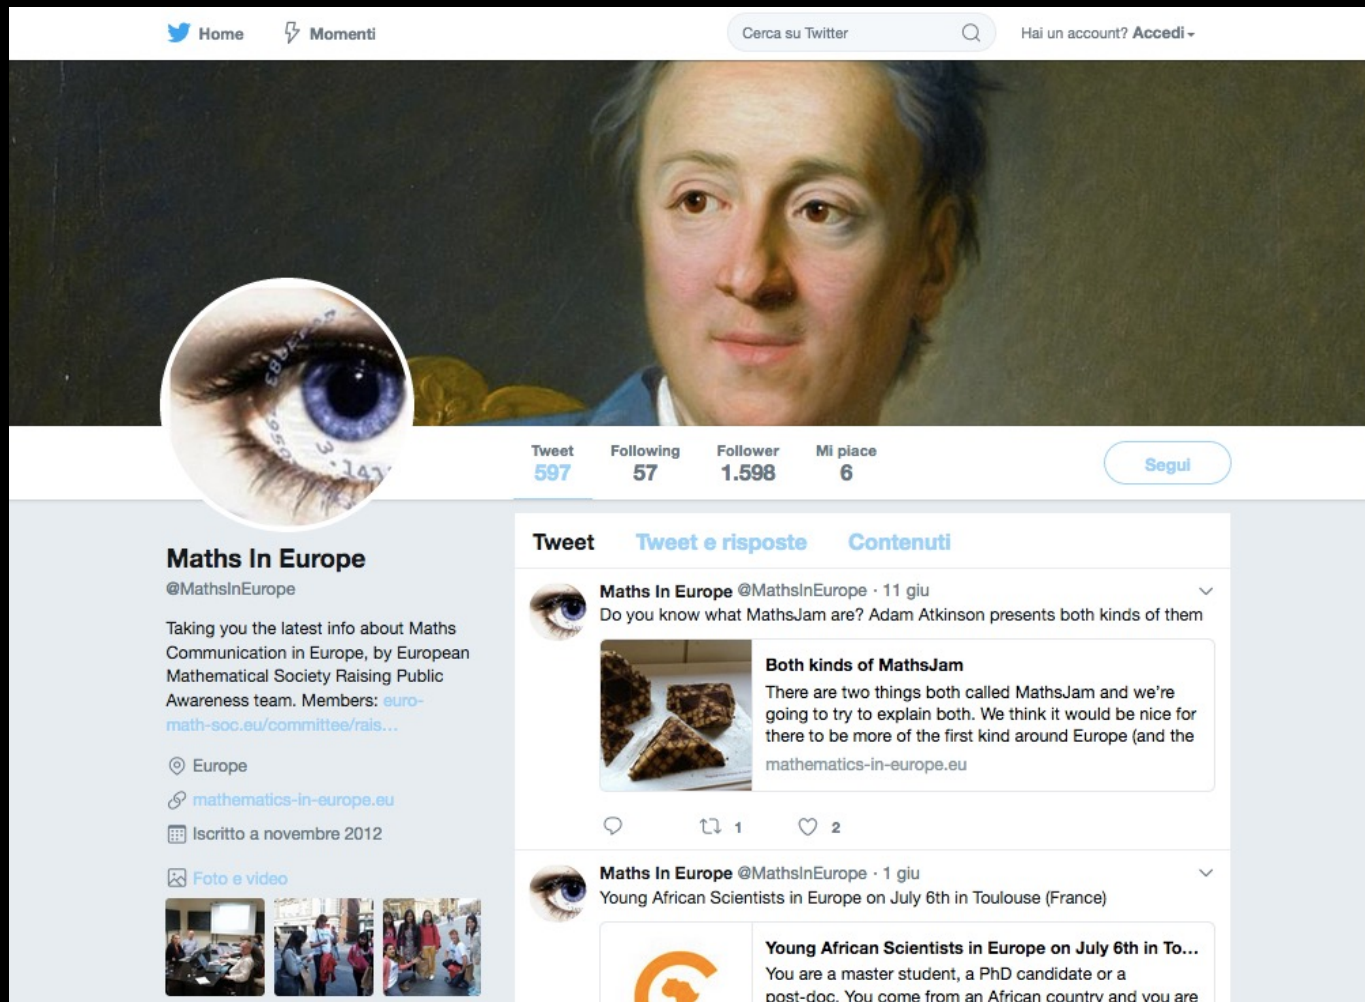 Home
Momenti
Cerca su Twitter
Hai un account? Accedi
Tweet
597
Following
57
Follower
1.598
Mi piace
6
Segui
Maths In Europe
@MathsInEurope
Taking you the latest info about Maths
Communication in Europe, by European
Mathematical Society Raising Public
Awareness team. Members: euro-
math-soc.eu/committee/rais…
Europe
mathematics-in-europe.eu
Iscritto a novembre 2012
Foto e video
Tweet
Tweet e risposte
Contenuti
Maths In Europe @MathsInEurope · 11 giu
Do you know what MathsJam are? Adam Atkinson presents both kinds of them
Both kinds of MathsJam
There are two things both called MathsJam and we're
going to try to explain both. We think it would be nice for
there to be more of the first kind around Europe (and the
mathematics-in-europe.eu
1
2
Maths In Europe @MathsInEurope · 1 giu
Young African Scientists in Europe on July 6th in Toulouse (France)
Young African Scientists in Europe on July 6th in To...
You are a master student, a PhD candidate or a
post-doc. You come from an African country and you are